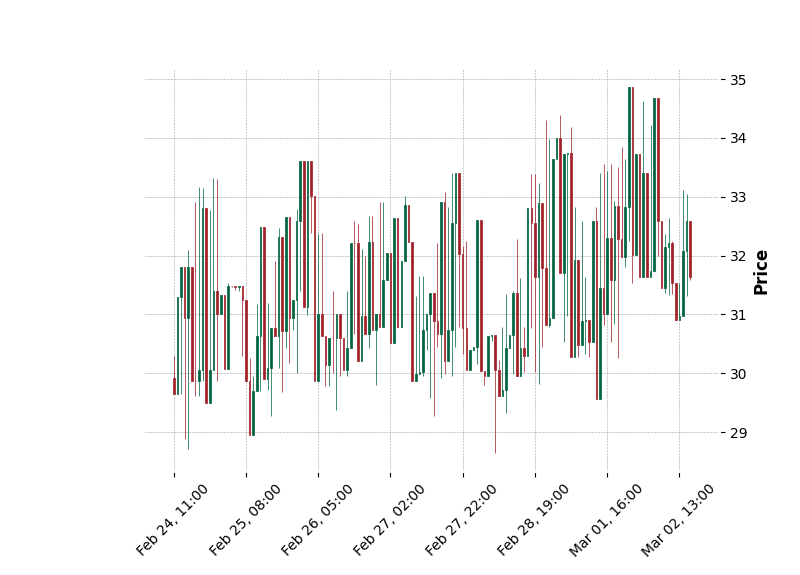 35
34
33
32
31
30
29
Price
Feb 24, 11:00
Feb 25, 08:00
Feb 26, 05:00
Feb 27, 02:00
Feb 27, 22:00
Feb 28, 19:00
Mar 01, 16:00
Mar 02, 13:00